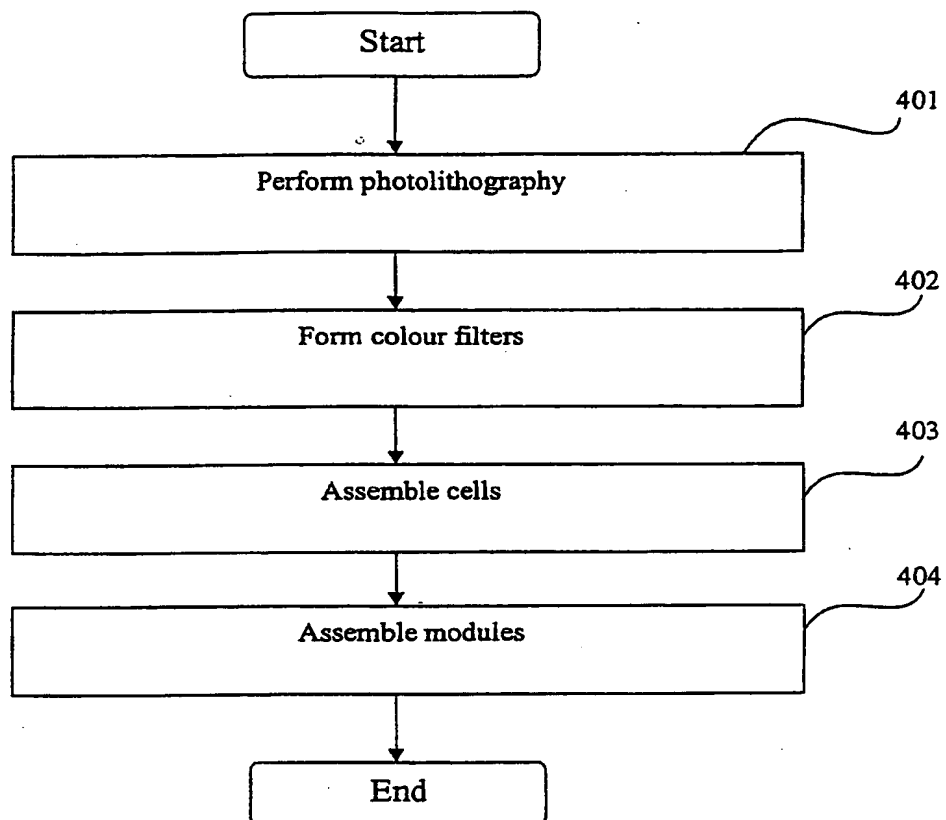 Start
401
Perform photolithography
402
Form colour filters
403
Assemble cells
404
Assemble modules
End